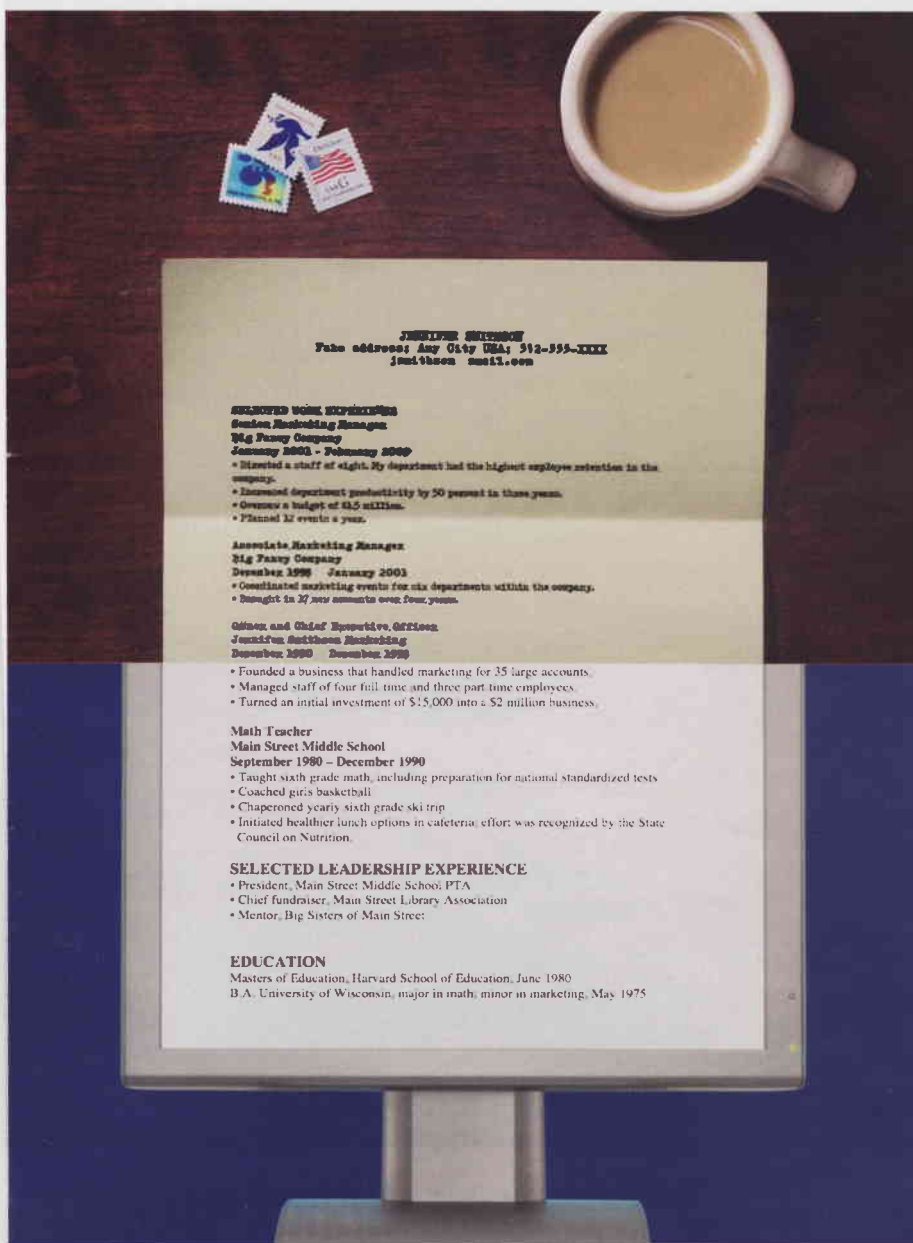 JENNIFER SMITHSON
Fake address; Any City USA; 512-555-XXXX
jsmithson email.com
SELECTED WORK EXPERIENCE
Senior Marketing Manager
Big Fancy Company
January 2001 - February 2009
• Directed a staff of eight. My department had the highest employee retention in the
company.
• Increased department productivity by 50 percent in three years.
• Oversaw a budget of million.
• Planned 12 events a year.
Associate Marketing Manager
Big Fancy Company
December January 2001
• Coordinated marketing events for six departments within the company.
• Brought in new accounts over four years.
Owner and Chief Executive Officer
Jennifer Smithson Marketing
December 1990 December
• Founded a business that handled marketing for 35 large accounts.
• Managed staff of four full time and three part time employees
• Turned an initial investment of $15,000 into a $2 million business.
Math Teacher
Main Street Middle School
September 1980 – December 1990
• Taught sixth grade math, including preparation for national standardized tests
• Coached girls basketball
• Chaperoned yearly sixth grade ski trip
• Initiated healthier lunch options in cafeteria, effort was recognized by the State
Council on Nutrition.
SELECTED LEADERSHIP EXPERIENCE
• President, Main Street Middle School PTA
• Chief fundraiser, Main Street Library Association
• Mentor, Big Sisters of Main Street
EDUCATION
Masters of Education, Harvard School of Education, June 1980
B.A. University of Wisconsin, major in math, minor in marketing, May 1975